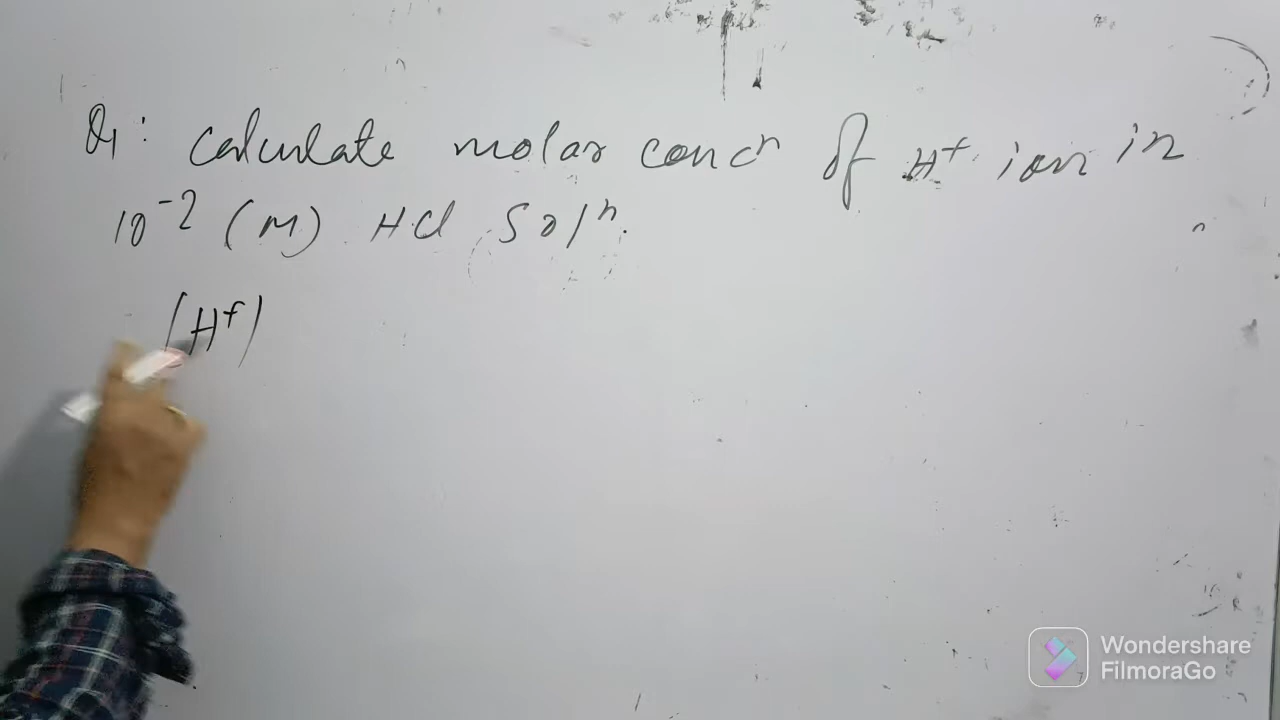 Q1: Calculate molar concn of H+ ion in
10-2 (M) HCl Soln.
[H+]
Wondershare
FilmoraGo